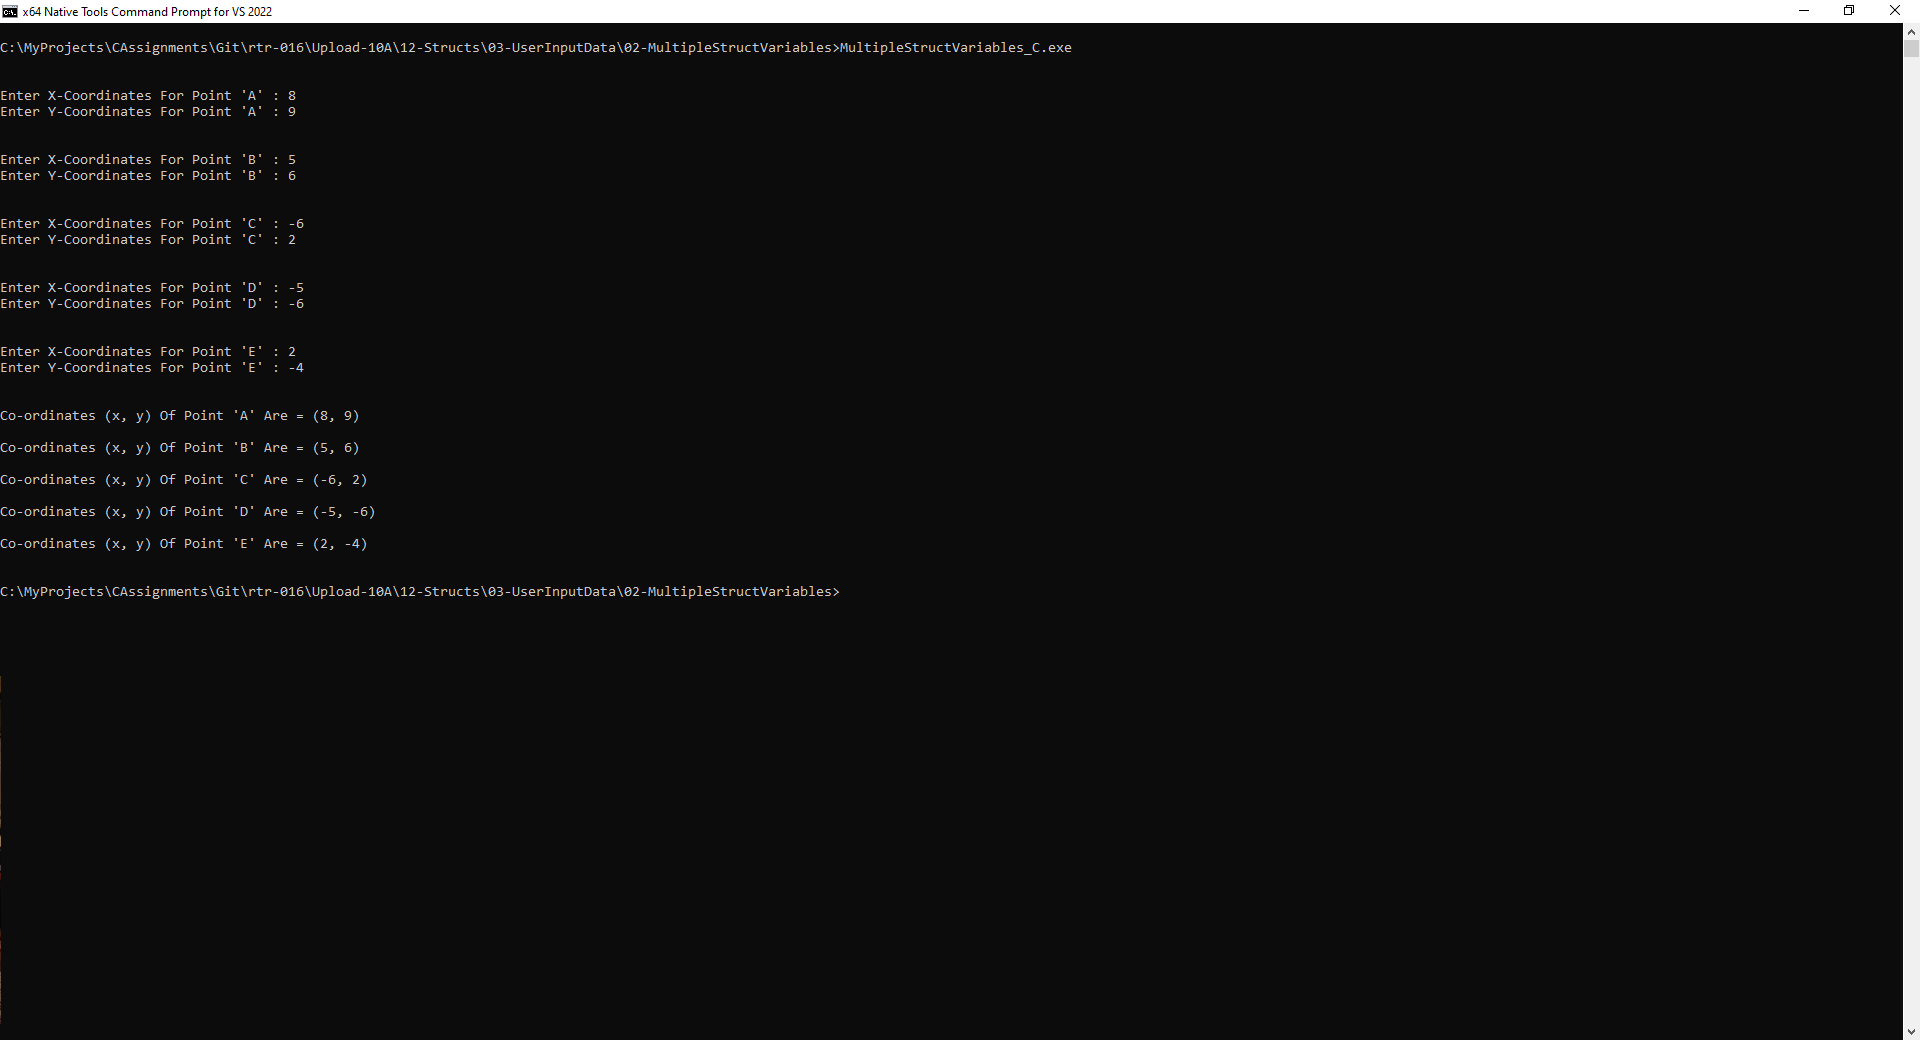 x64 Native Tools Command Prompt for VS 2022
C:\MyProjects\CAssignments\Git\rtr-016\Upload-10A\12-Structs\03-UserInputData\02-MultipleStructVariables>MultipleStructVariables_C.exe
Enter X-Coordinates For Point 'A' : 8
Enter Y-Coordinates For Point 'A' : 9
Enter X-Coordinates For Point 'B' : 5
Enter Y-Coordinates For Point 'B' : 6
Enter X-Coordinates For Point 'C' : -6
Enter Y-Coordinates For Point 'C' : 2
Enter X-Coordinates For Point 'D' : -5
Enter Y-Coordinates For Point 'D' : -6
Enter X-Coordinates For Point 'E' : 2
Enter Y-Coordinates For Point 'E' : -4
Co-ordinates (x, y) Of Point 'A' Are = (8, 9)
Co-ordinates (x, y) Of Point 'B' Are = (5, 6)
Co-ordinates (x, y) Of Point 'C' Are = (-6, 2)
Co-ordinates (x, y) Of Point 'D' Are = (-5, -6)
Co-ordinates (x, y) Of Point 'E' Are = (2, -4)
C:\MyProjects\CAssignments\Git\rtr-016\Upload-10A\12-Structs\03-UserInputData\02-MultipleStructVariables>